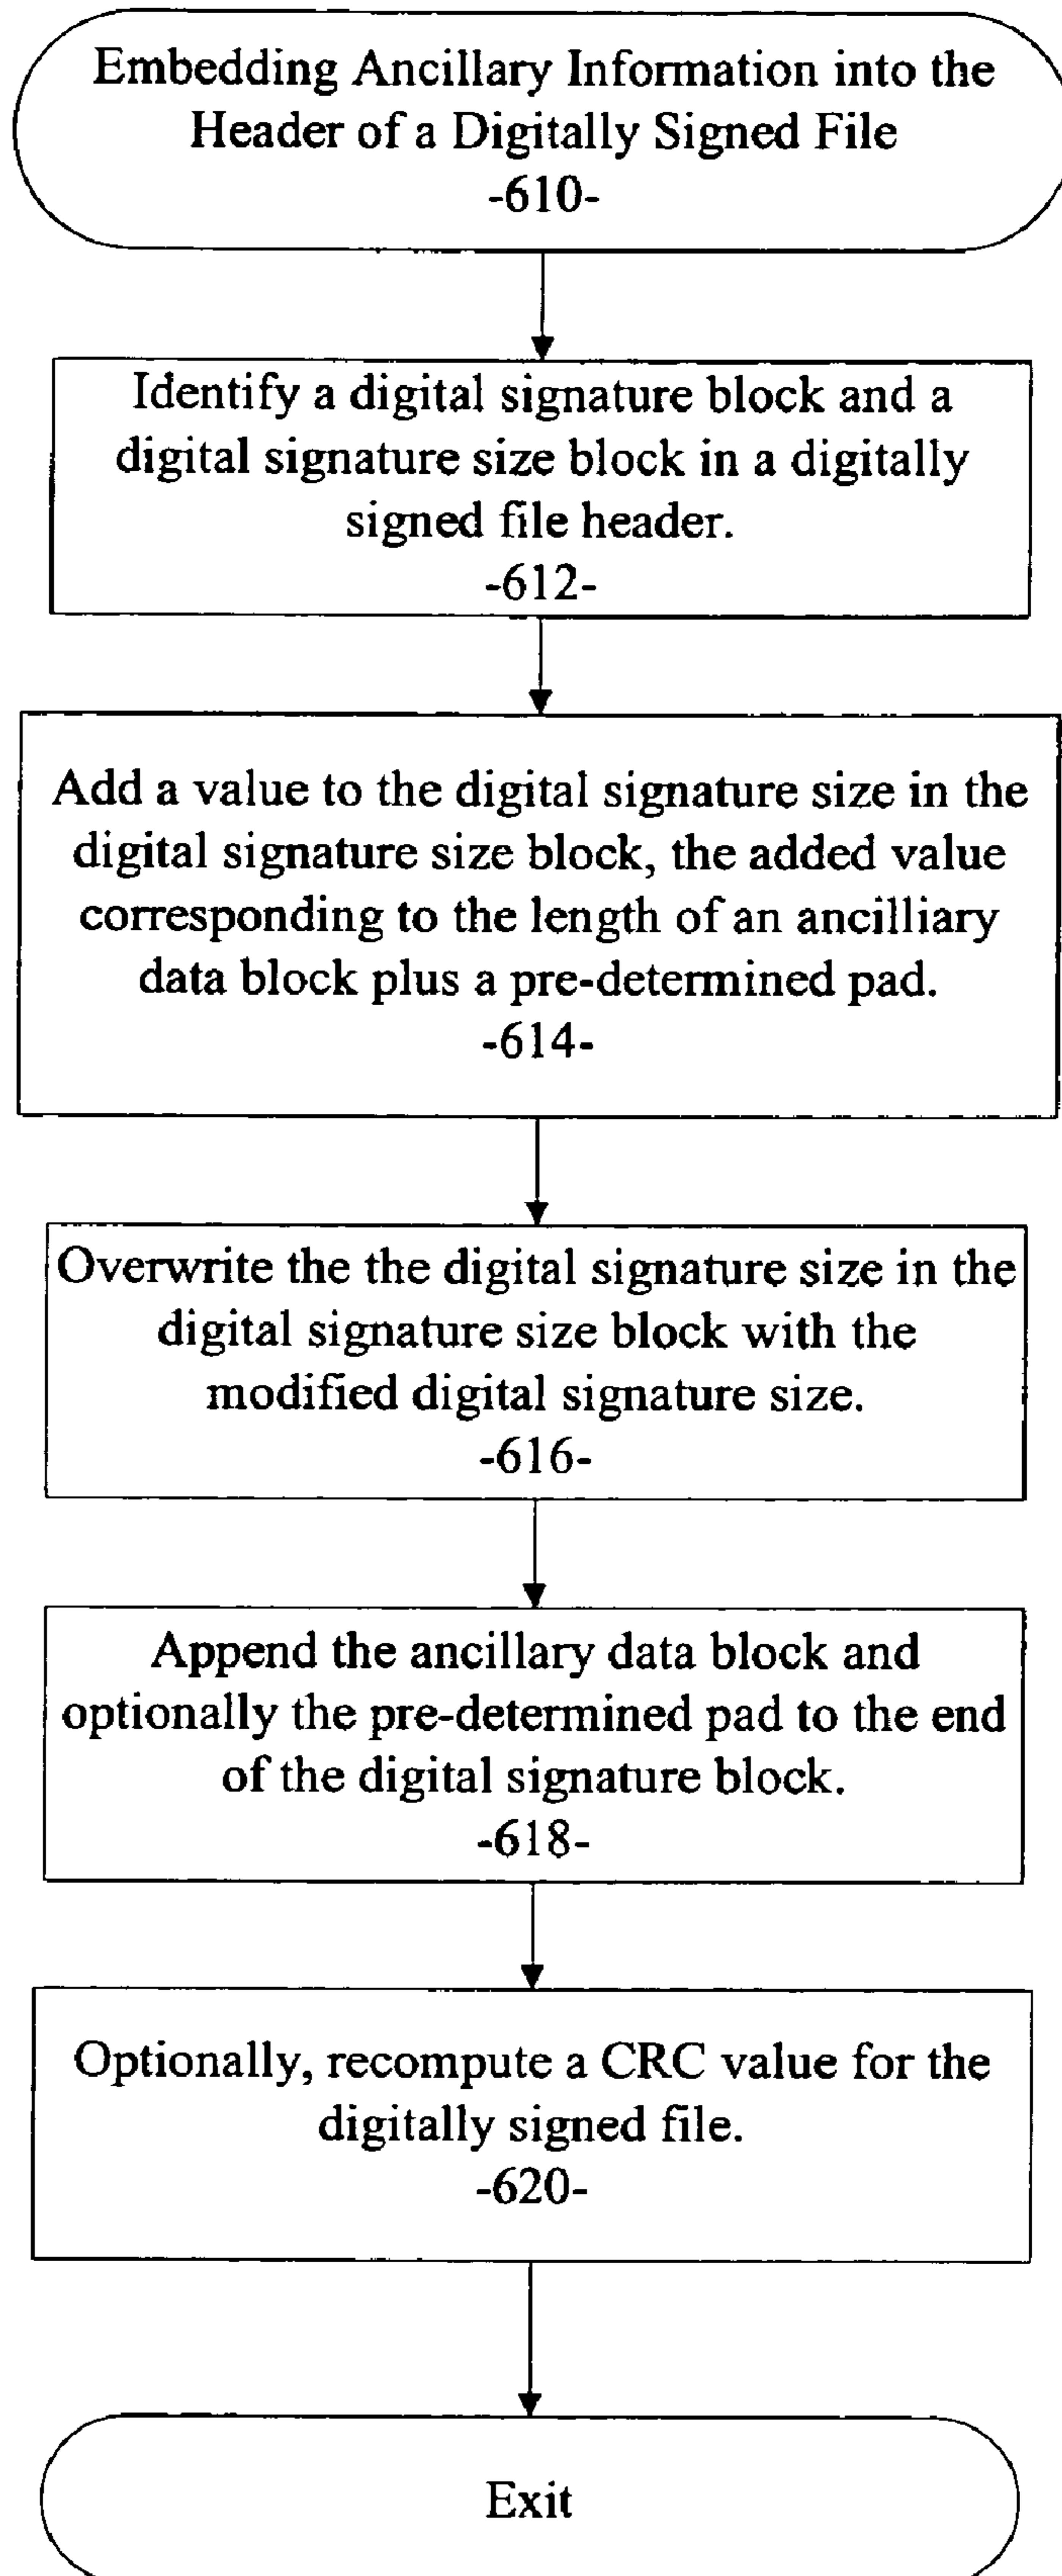 Embedding Ancillary Information into the
Header of a Digitally Signed File
-610-
Identify a digital signature block and a
digital signature size block in a digitally
signed file header.
-612-
Add a value to the digital signature size in the
digital signature size block, the added value
corresponding to the length of an ancilliary
data block plus a pre-determined pad.
-614-
Overwrite the the digital signature size in the
digital signature size block with the
modified digital signature size.
-616-
Append the ancillary data block and
optionally the pre-determined pad to the end
of the digital signature block.
-618-
Optionally, recompute a CRC value for the
digitally signed file.
-620-
Exit